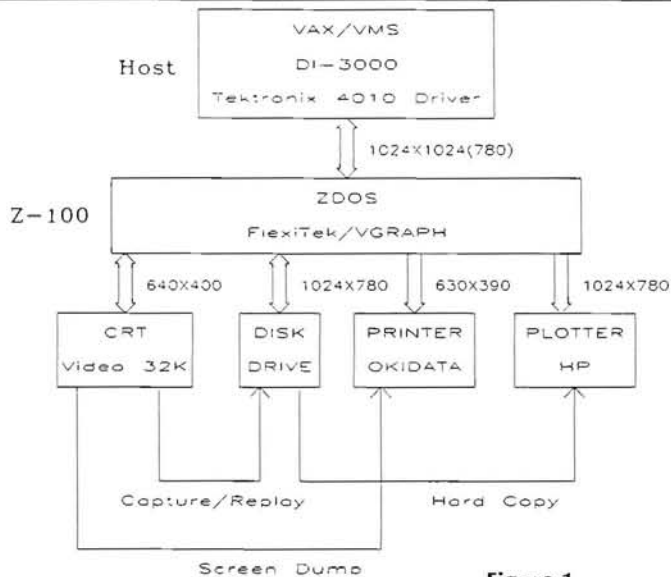 VAX/VMS
Host
DI-3000
Tektronix 4010 Driver
1024X1024(780)
Z-100
ZDOS
FlexiTek/VGRAPH
640X400
1024X780
630X390
1024X780
CRT
Video 32K
DISK
DRIVE
PRINTER
OKIDATA
PLOTTER
HP
Capture/Replay
Hard Copy
Screen Dump
Figure 1